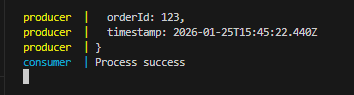 producer  |   orderId: 123,
producer  |   timestamp: 2026-01-25T15:45:22.440Z
producer  | }
consumer  | Process success